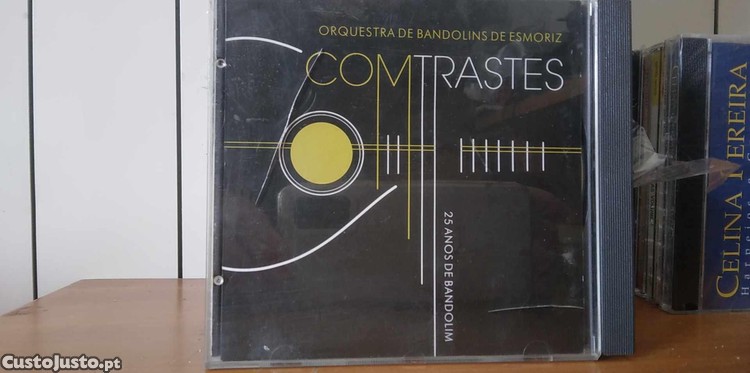 ORQUESTRA DE BANDOLINS DE ESMORIZ
COMTRASTES
25 ANOS DE BANDOLIM
CELINA PEREIRA
CustoJusto.pt